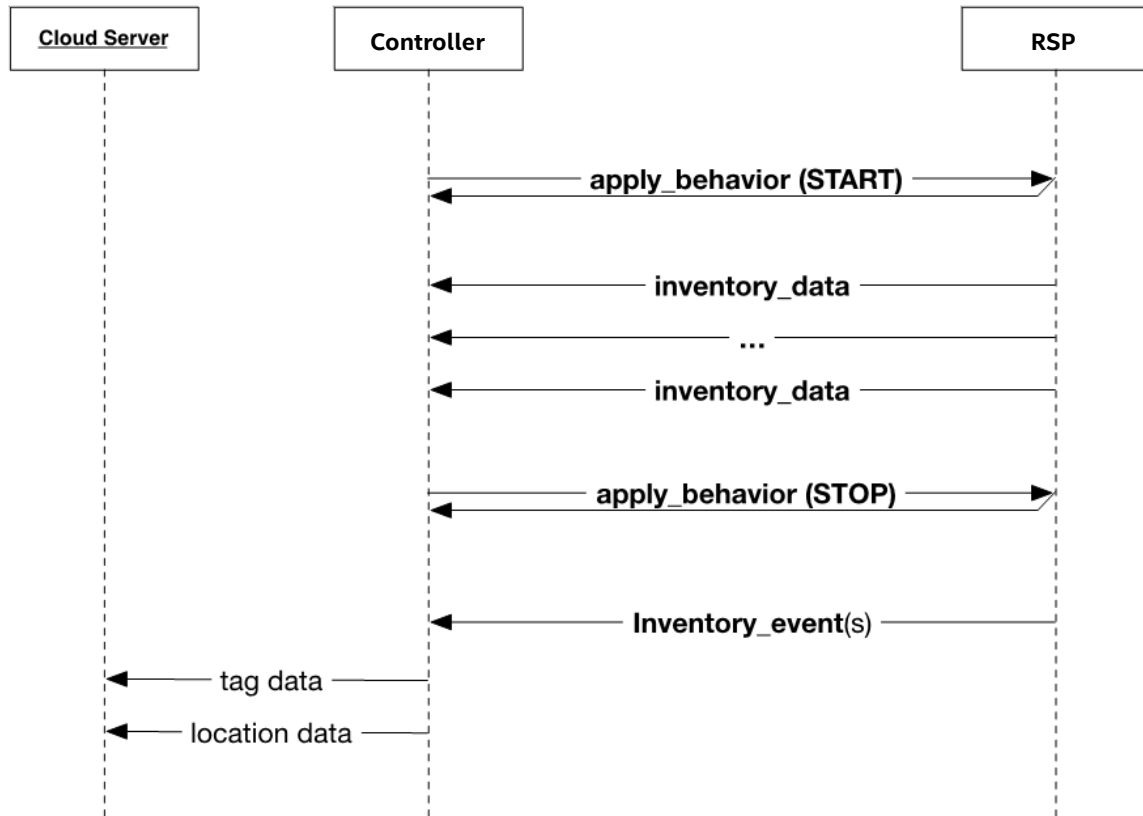 Cloud Server
Controller
RSP
apply_behavior (START)
inventory_data
...
inventory_data
apply_behavior (STOP)
Inventory_event(s)
tag data
location data